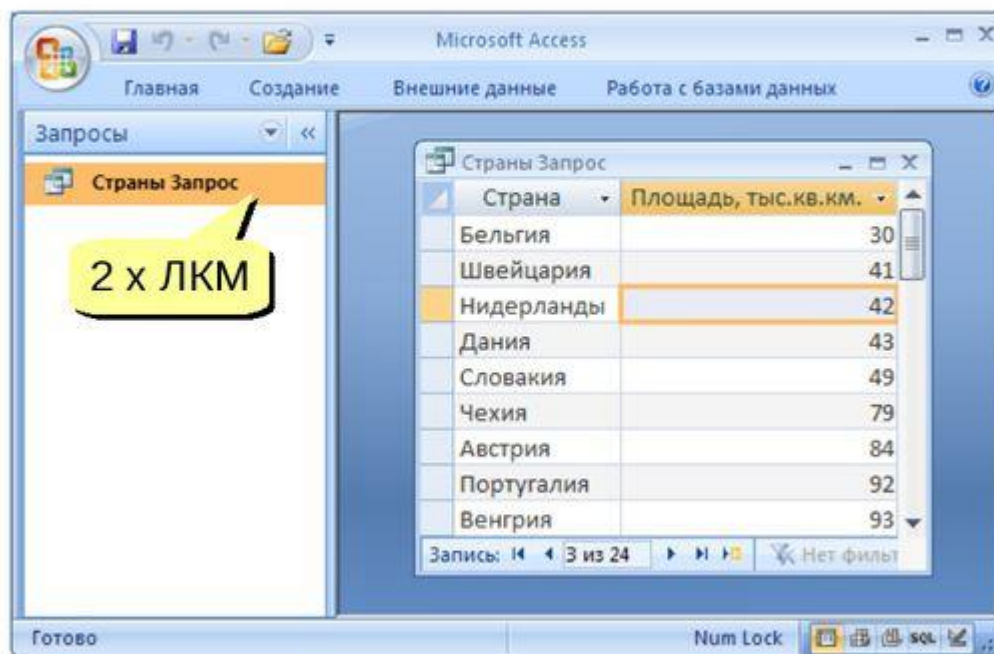 Microsoft Access
Главная Создание Внешние данные Работа с базами данных
Запросы
Страны Запрос
2 х ЛКМ
Страны Запрос
Страна Площадь, тыс.кв.км.
Бельгия 30
Швейцария 41
Нидерланды 42
Дания 43
Словакия 49
Чехия 79
Австрия 84
Португалия 92
Венгрия 93
Запись: 3 из 24 Нет фильт
Готово Num Lock SQL